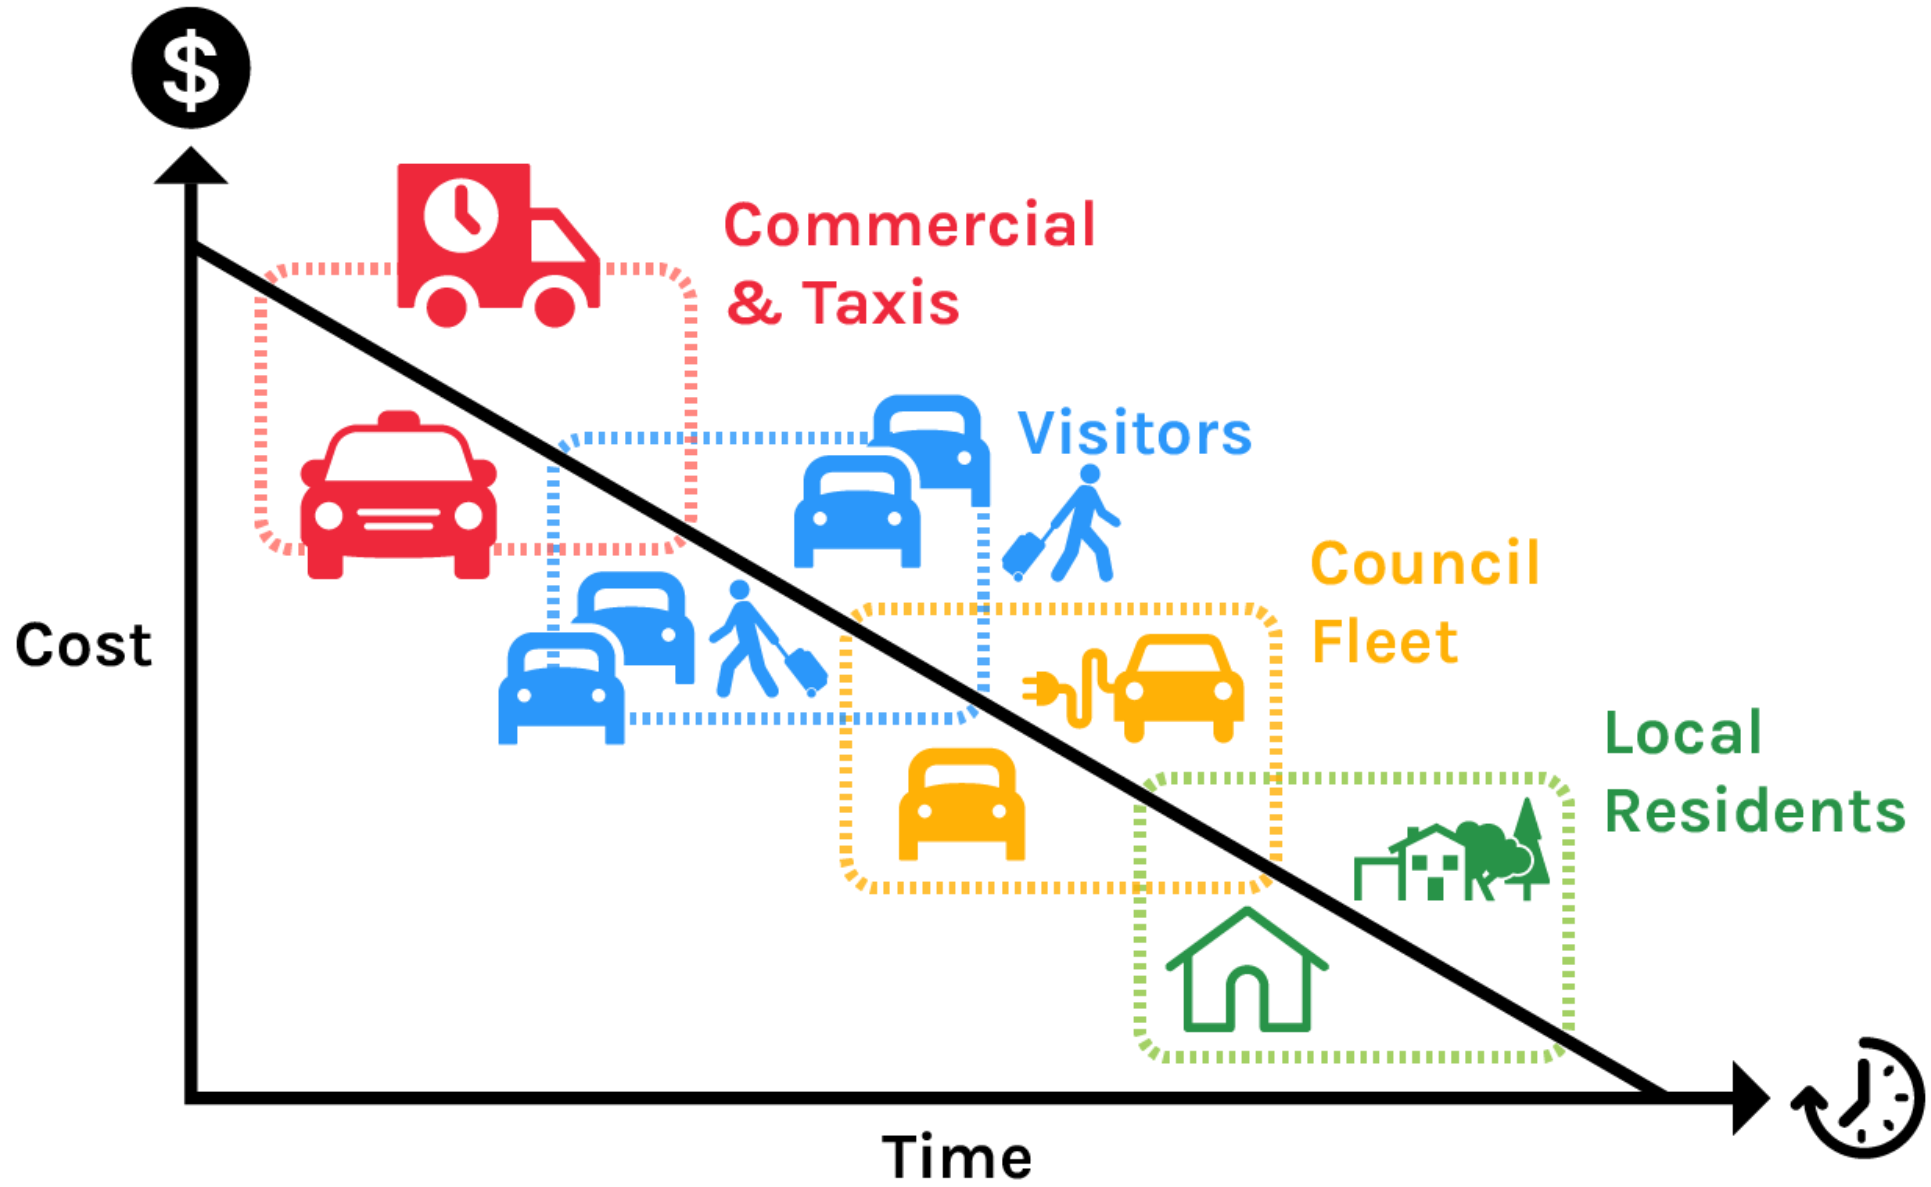 $
Commercial
& Taxis
Visitors
Council
Fleet
Local
Residents
Cost
Time